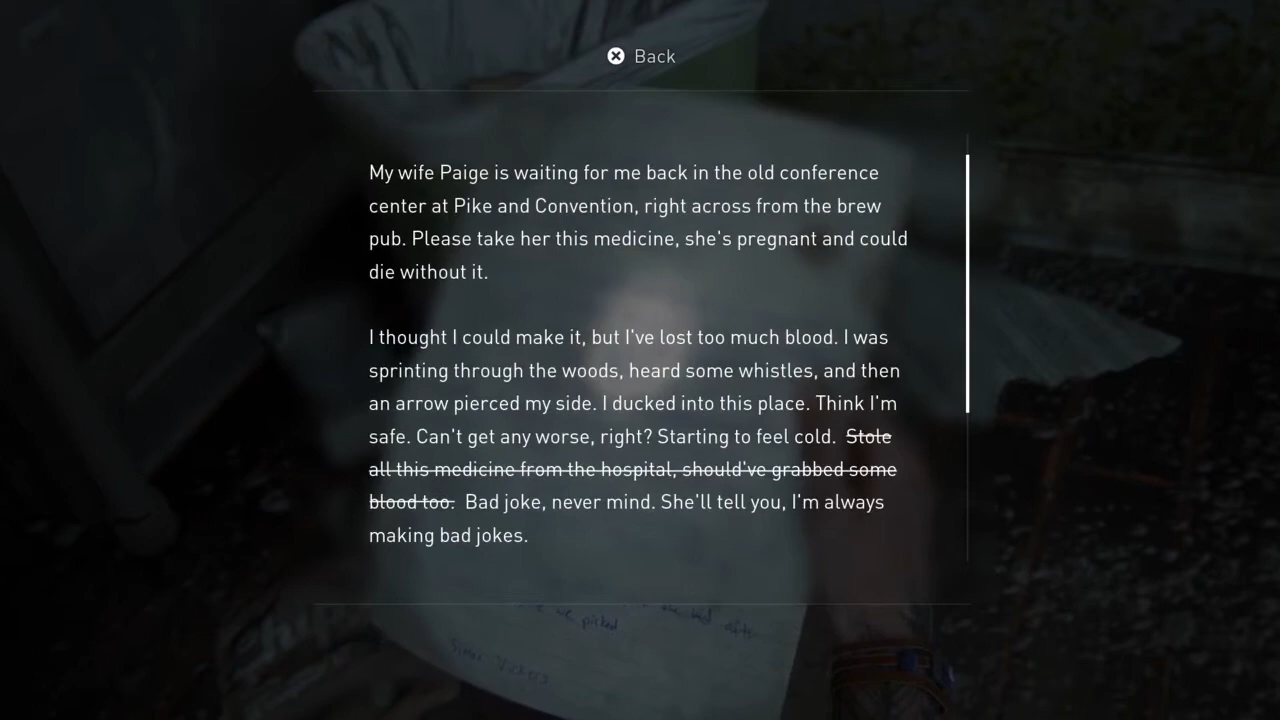 Back
My wife Paige is waiting for me back in the old conference
center at Pike and Convention, right across from the brew
pub. Please take her this medicine, she's pregnant and could
die without it.
I thought I could make it, but I've lost too much blood. I was
sprinting through the woods, heard some whistles, and then
an arrow pierced my side. I ducked into this place. Think I'm
safe. Can't get any worse, right? Starting to feel cold. Stole
all this medicine from the hospital, should've grabbed some
blood too. Bad joke, never mind. She'll tell you, I'm always
making bad jokes.
we picked